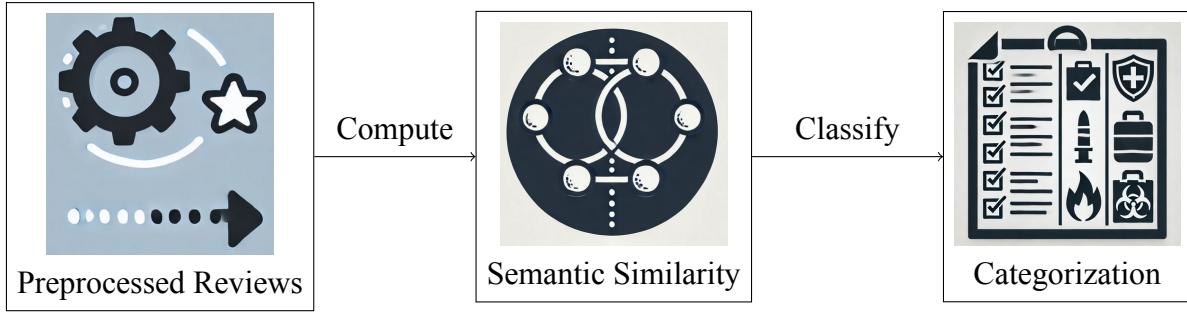 Compute
Classify
Preprocessed Reviews
Semantic Similarity
Categorization